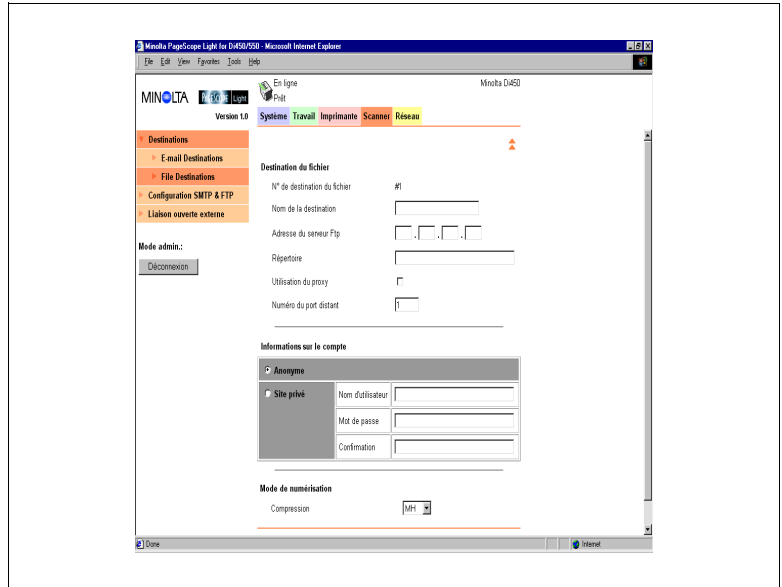 Minolta PageScope Light for Di450/550 - Microsoft Internet Explorer
File Edit View Favorites Tools Help
MINOLTA PAGESCOPE Light
Version 1.0
En ligne
Prêt
Minolta Di450
Système Travail Imprimante Scanner Réseau
Destinations
E-mail Destinations
File Destinations
Configuration SMTP & FTP
Liaison ouverte externe
Mode admin.:
Déconnexion
Destination du fichier
N° de destination du fichier #1
Nom de la destination
Adresse du serveur Ftp . . .
Répertoire
Utilisation du proxy
Numéro du port distant 1
Informations sur le compte
Anonyme
Site privé
Nom d'utilisateur
Mot de passe
Confirmation
Mode de numérisation
Compression MH
Done
Internet